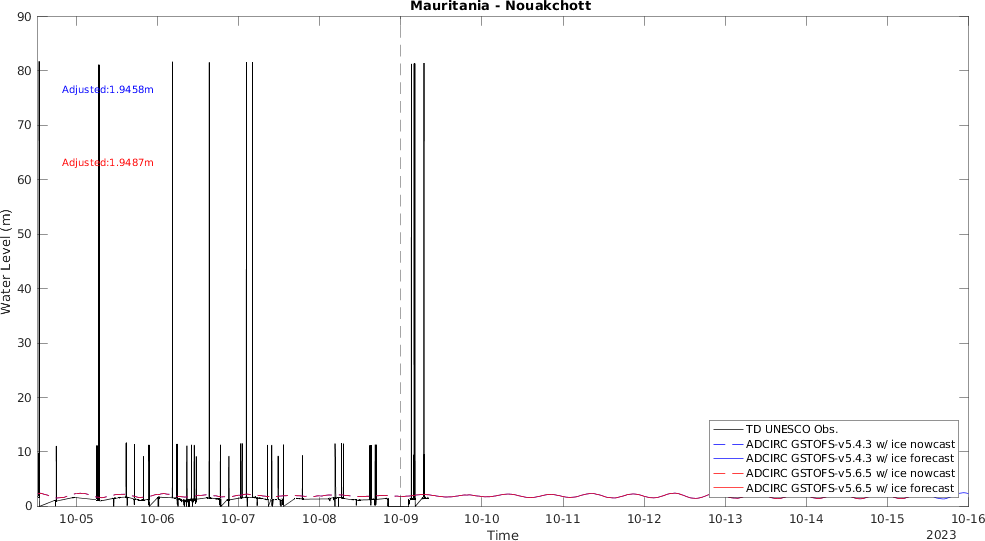 Mauritania - Nouakchott
90
80
70
60
50
40
30
20
10
0
Water Level (m)
Adjusted:1.9458m
Adjusted:1.9487m
TD UNESCO Obs.
ADCIRC GSTOFS-v5.4.3 w/ ice nowcast
ADCIRC GSTOFS-v5.4.3 w/ ice forecast
ADCIRC GSTOFS-v5.6.5 w/ ice nowcast
ADCIRC GSTOFS-v5.6.5 w/ ice forecast
10-05 10-06 10-07 10-08 10-09 10-10 10-11 10-12 10-13 10-14 10-15 10-16
Time
2023